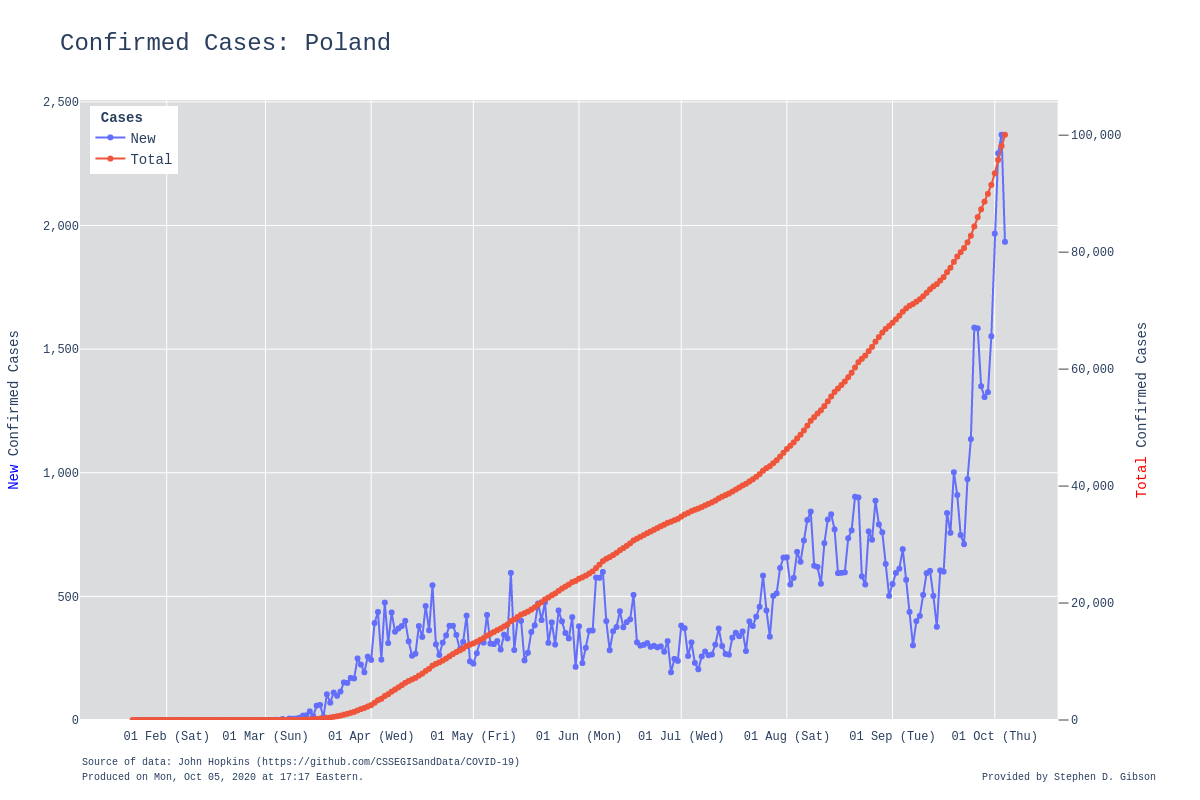 Confirmed Cases: Poland
Cases
New
Total
2,500
2,000
1,500
1,000
500
0
100,000
80,000
60,000
40,000
20,000
0
New Confirmed Cases
Total Confirmed Cases
01 Feb (Sat) 01 Mar (Sun) 01 Apr (Wed) 01 May (Fri) 01 Jun (Mon) 01 Jul (Wed) 01 Aug (Sat) 01 Sep (Tue) 01 Oct (Thu)
Source of data: John Hopkins (https://github.com/CSSEGISandData/COVID-19)
Produced on Mon, Oct 05, 2020 at 17:17 Eastern.
Provided by Stephen D. Gibson